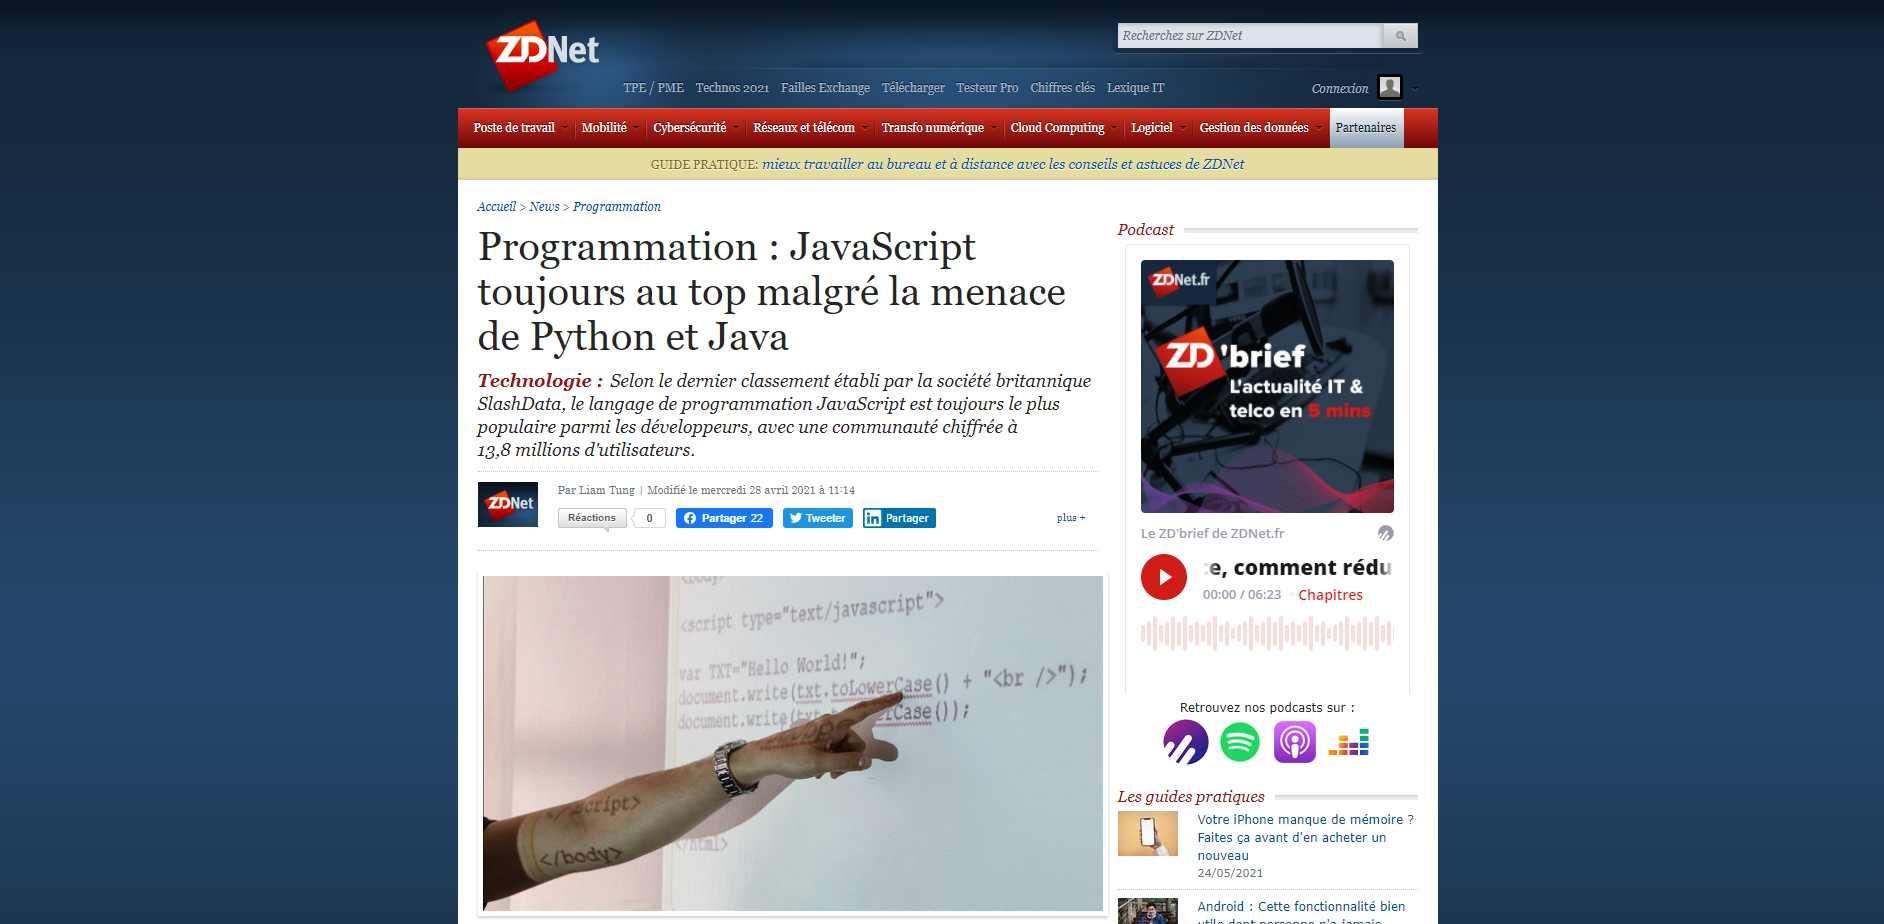 ZDNet
Recherchez sur ZDNet
TPE / PME Technos 2021 Failles Exchange Télécharger Testeur Pro Chiffres clés Lexique IT
Connexion
Poste de travail Mobilité Cybersécurité Réseaux et télécom Transfo numérique Cloud Computing Logiciel Gestion des données Partenaires
GUIDE PRATIQUE: mieux travailler au bureau et à distance avec les conseils et astuces de ZDNet
Accueil > News > Programmation
Programmation : JavaScript
toujours au top malgré la menace
de Python et Java
Technologie : Selon le dernier classement établi par la société britannique
SlashData, le langage de programmation JavaScript est toujours le plus
populaire parmi les développeurs, avec une communauté chiffrée à
13,8 millions d'utilisateurs.
ZDNet
Par Liam Tung | Modifié le mercredi 28 avril 2021 à 11:14
Réactions 0 Partager 22 Tweeter Partager
plus +
<body>
<script type="text/javascript">
var TXT="Hello World!";
document.write(txt.toLowerCase() + "<br />");
document.write(txt.toLowerCase());
script>
</body>
</html>
Podcast
ZDNet.fr
ZD'brief
L'actualité IT &
telco en 5 mins
Le ZD'brief de ZDNet.fr
e, comment rédu
00:00 / 06:23 • Chapitres
Retrouvez nos podcasts sur :
Les guides pratiques
Votre iPhone manque de mémoire ?
Faites ça avant d'en acheter un
nouveau
24/05/2021
Android : Cette fonctionnalité bien
utile dont personne n'a jamais